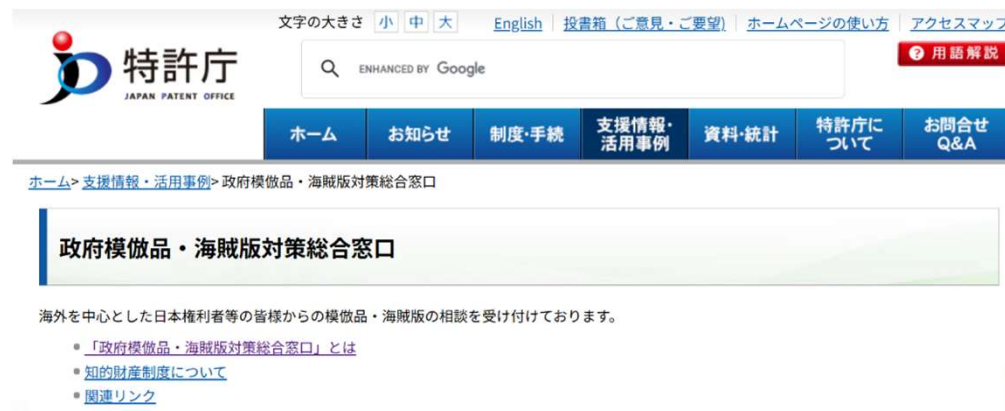 文字の大きさ 小 中 大 English 投書箱（ご意見・ご要望） ホームページの使い方 アクセスマップ
特許庁
JAPAN PATENT OFFICE
ENHANCED BY Google
? 用語解説
ホーム お知らせ 制度・手続 支援情報・活用事例 資料・統計 特許庁について お問合せ Q&A
ホーム> 支援情報・活用事例> 政府模倣品・海賊版対策総合窓口
政府模倣品・海賊版対策総合窓口
海外を中心とした日本権利者等の皆様からの模倣品・海賊版の相談を受け付けております。
「政府模倣品・海賊版対策総合窓口」とは
知的財産制度について
関連リンク